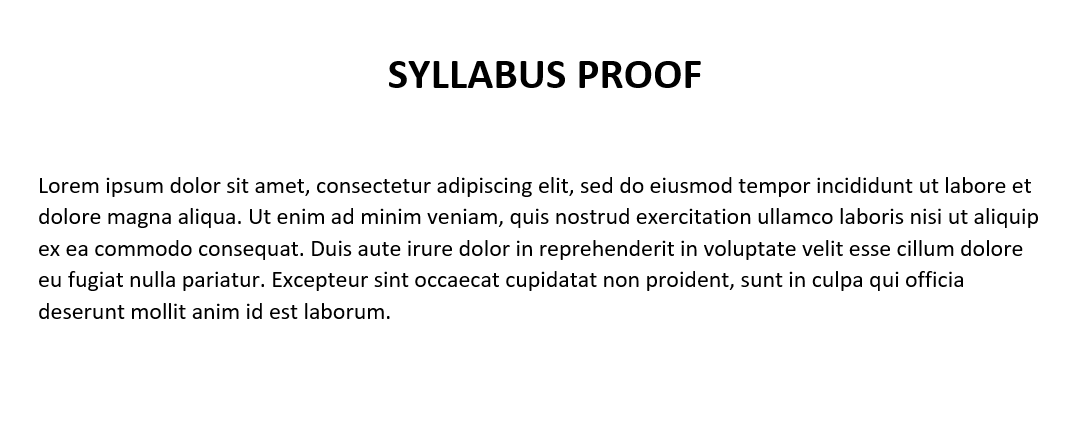 SYLLABUS PROOF
Lorem ipsum dolor sit amet, consectetur adipiscing elit, sed do eiusmod tempor incididunt ut labore et
dolore magna aliqua. Ut enim ad minim veniam, quis nostrud exercitation ullamco laboris nisi ut aliquip
ex ea commodo consequat. Duis aute irure dolor in reprehenderit in voluptate velit esse cillum dolore
eu fugiat nulla pariatur. Excepteur sint occaecat cupidatat non proident, sunt in culpa qui officia
deserunt mollit anim id est laborum.